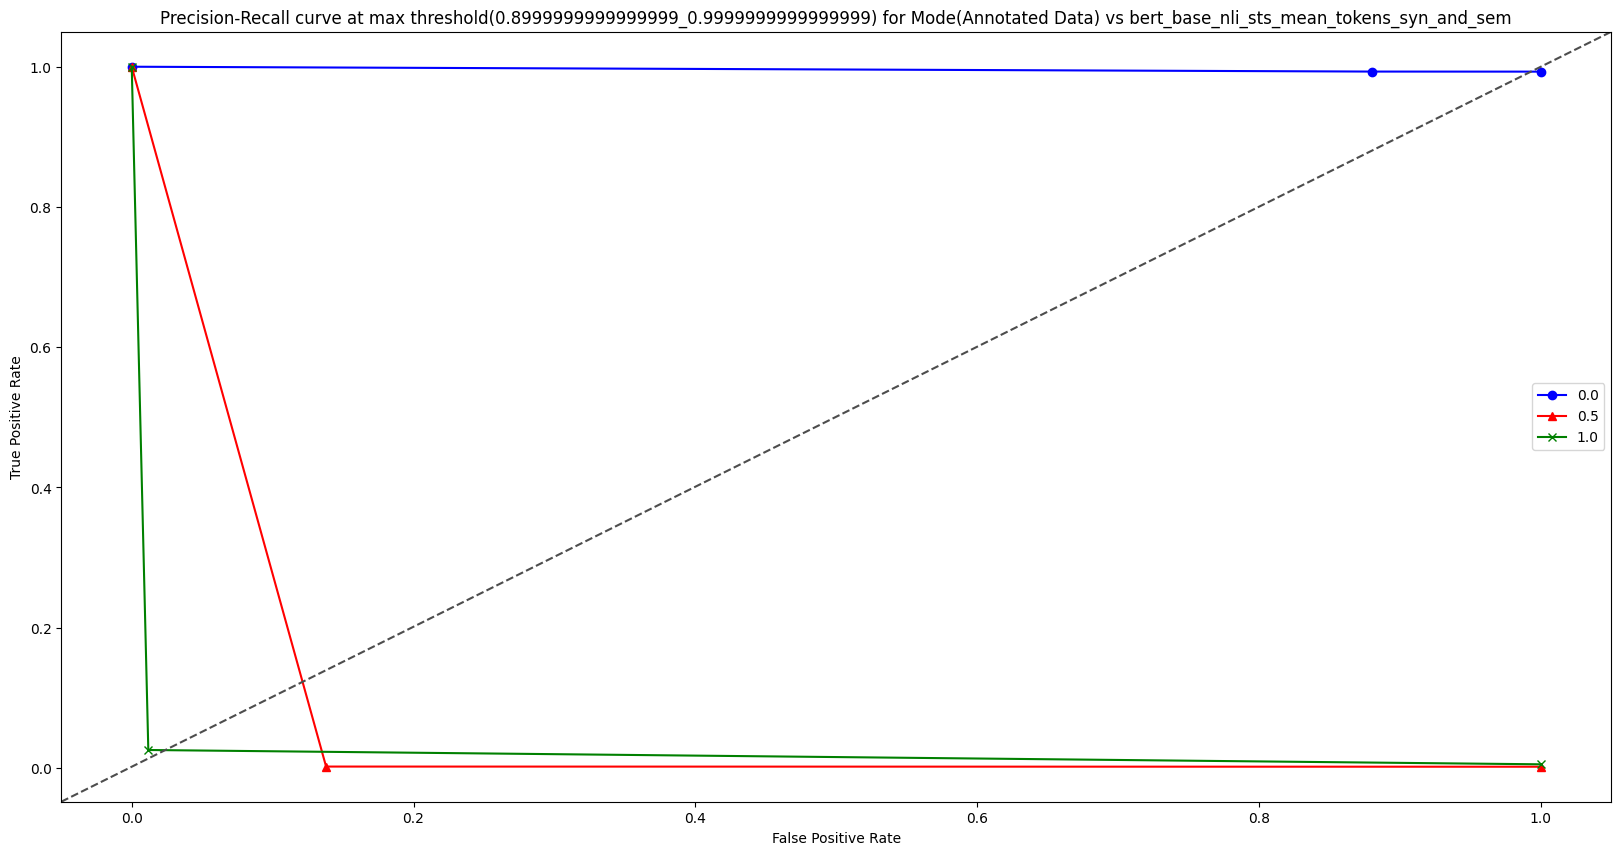 Precision-Recall curve at max threshold(0.8999999999999999_0.9999999999999999) for Mode(Annotated Data) vs bert_base_nli_sts_mean_tokens_syn_and_sem
1.0
0.8
0.6
0.4
0.2
0.0
True Positive Rate
0.0
0.5
1.0
0.0 0.2 0.4 0.6 0.8 1.0
False Positive Rate